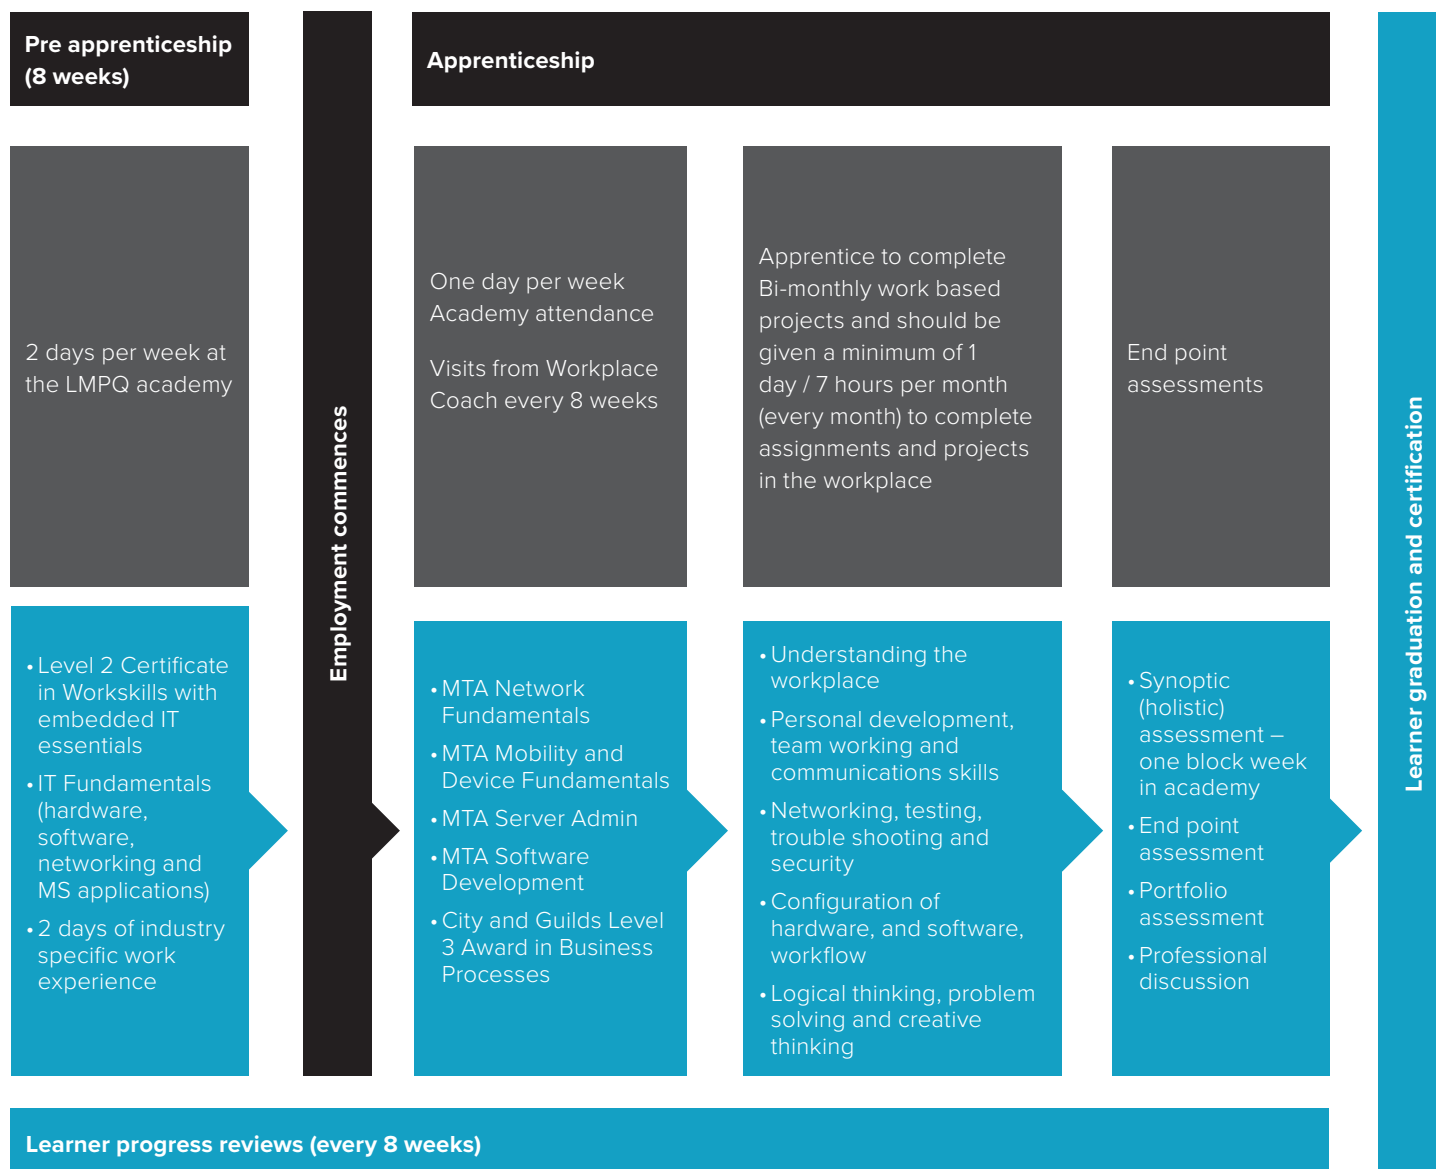 Pre apprenticeship
(8 weeks)
2 days per week at
the LMPQ academy
• Level 2 Certificate
in Workskills with
embedded IT
essentials
• IT Fundamentals
(hardware,
software,
networking and
MS applications)
• 2 days of industry
specific work
experience
Employment commences
Apprenticeship
One day per week
Academy attendance
Visits from Workplace
Coach every 8 weeks
• MTA Network
Fundamentals
• MTA Mobility and
Device Fundamentals
• MTA Server Admin
• MTA Software
Development
• City and Guilds Level
3 Award in Business
Processes
Apprentice to complete
Bi-monthly work based
projects and should be
given a minimum of 1
day / 7 hours per month
(every month) to complete
assignments and projects
in the workplace
• Understanding the
workplace
• Personal development,
team working and
communications skills
• Networking, testing,
trouble shooting and
security
• Configuration of
hardware, and software,
workflow
• Logical thinking, problem
solving and creative
thinking
End point
assessments
• Synoptic
(holistic)
assessment –
one block week
in academy
• End point
assessment
• Portfolio
assessment
• Professional
discussion
Learner graduation and certification
Learner progress reviews (every 8 weeks)